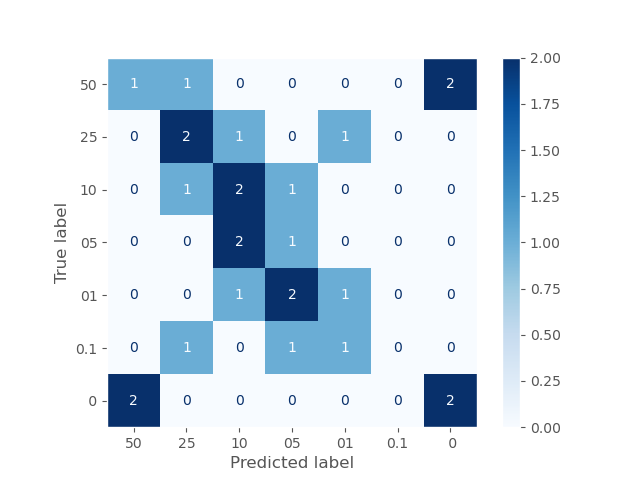 50 1 1 0 0 0 0 2
25 0 2 1 0 1 0 0
10 0 1 2 1 0 0 0
05 0 0 2 1 0 0 0
01 0 0 1 2 1 0 0
0.1 0 1 0 1 1 0 0
0 2 0 0 0 0 0 2
50 25 10 05 01 0.1 0
Predicted label
True label
2.00
1.75
1.50
1.25
1.00
0.75
0.50
0.25
0.00